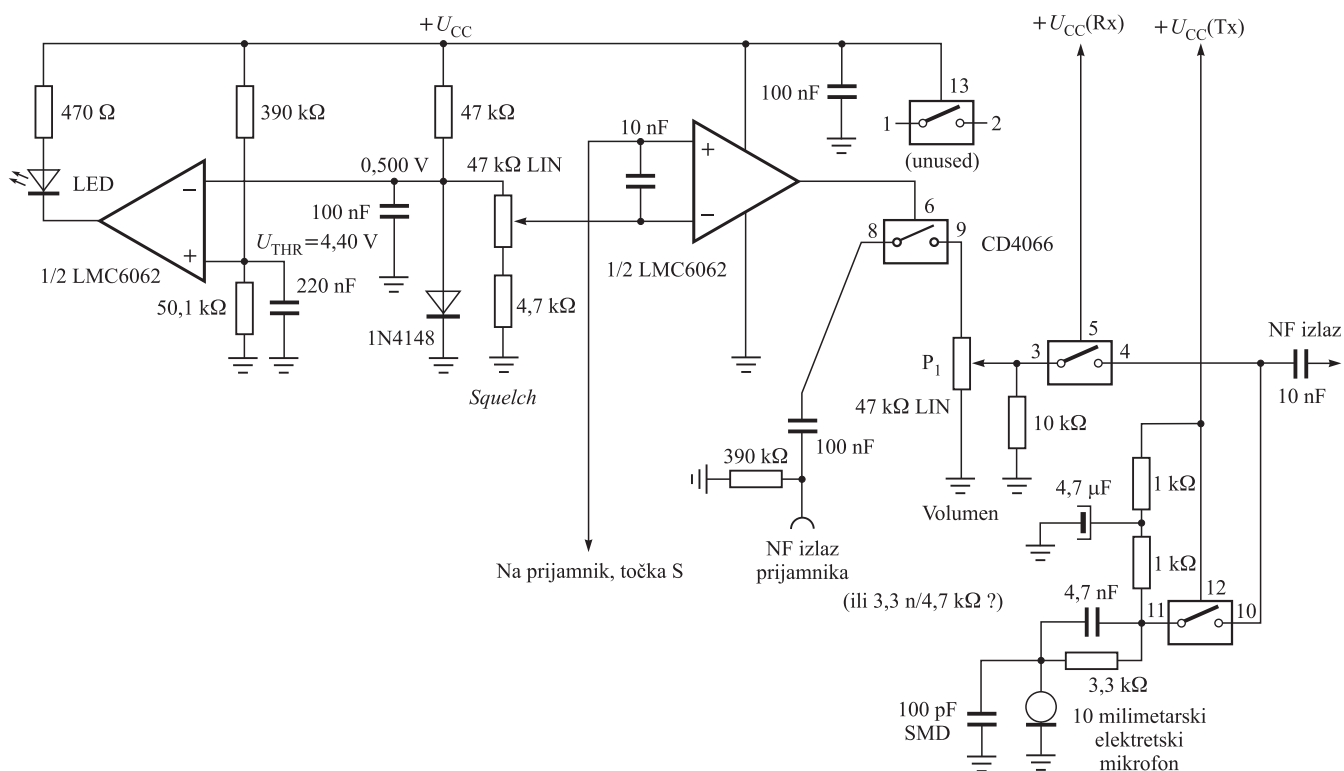 +U_CC
+U_CC(Rx)
+U_CC(Tx)
470 Ω
390 kΩ
47 kΩ
100 nF
13
1
2
(unused)
10 nF
LED
0,500 V
47 kΩ LIN
−
+
+
−
100 nF
U_THR=4,40 V
1/2 LMC6062
1/2 LMC6062
6
8
9
CD4066
50,1 kΩ
220 nF
1N4148
4,7 kΩ
Squelch
5
3
4
NF izlaz
10 nF
P₁
47 kΩ LIN
10 kΩ
100 nF
390 kΩ
Volumen
4,7 μF
1 kΩ
1 kΩ
Na prijamnik, točka S
NF izlaz
prijamnika
(ili 3,3 n/4,7 kΩ ?)
4,7 nF
12
11
10
3,3 kΩ
100 pF
SMD
10 milimetarski
elektretski
mikrofon